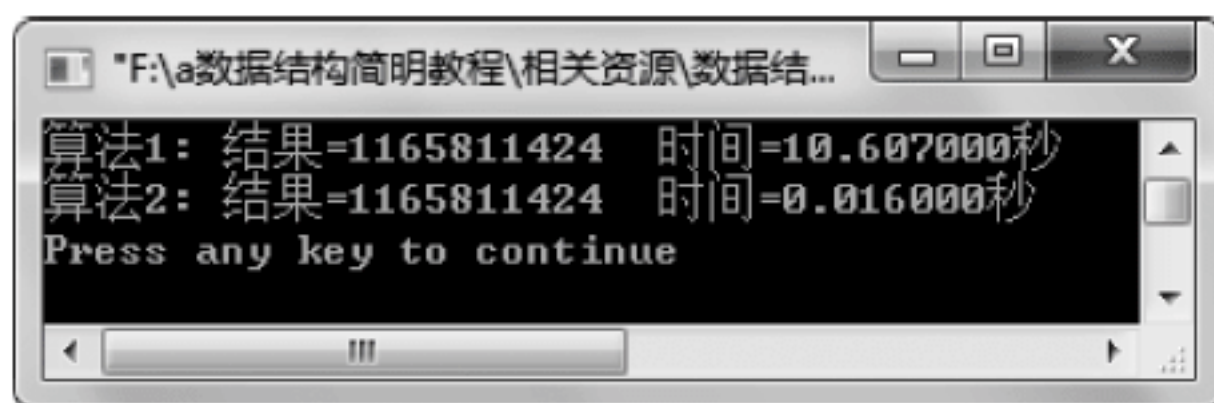 "F:\a数据结构简明教程\相关资源\数据结...
算法1: 结果=1165811424  时间=10.607000秒
算法2: 结果=1165811424  时间=0.016000秒
Press any key to continue